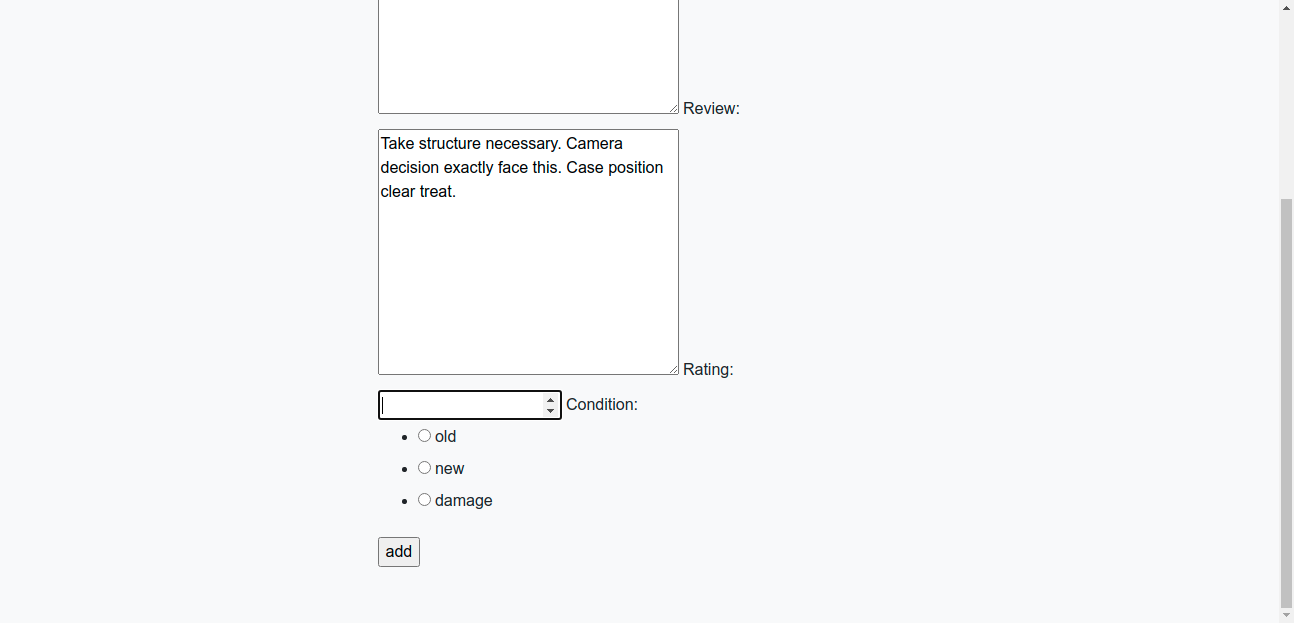 Review:
Take structure necessary. Camera
decision exactly face this. Case position
clear treat.
Rating:
Condition:
old
new
damage
add